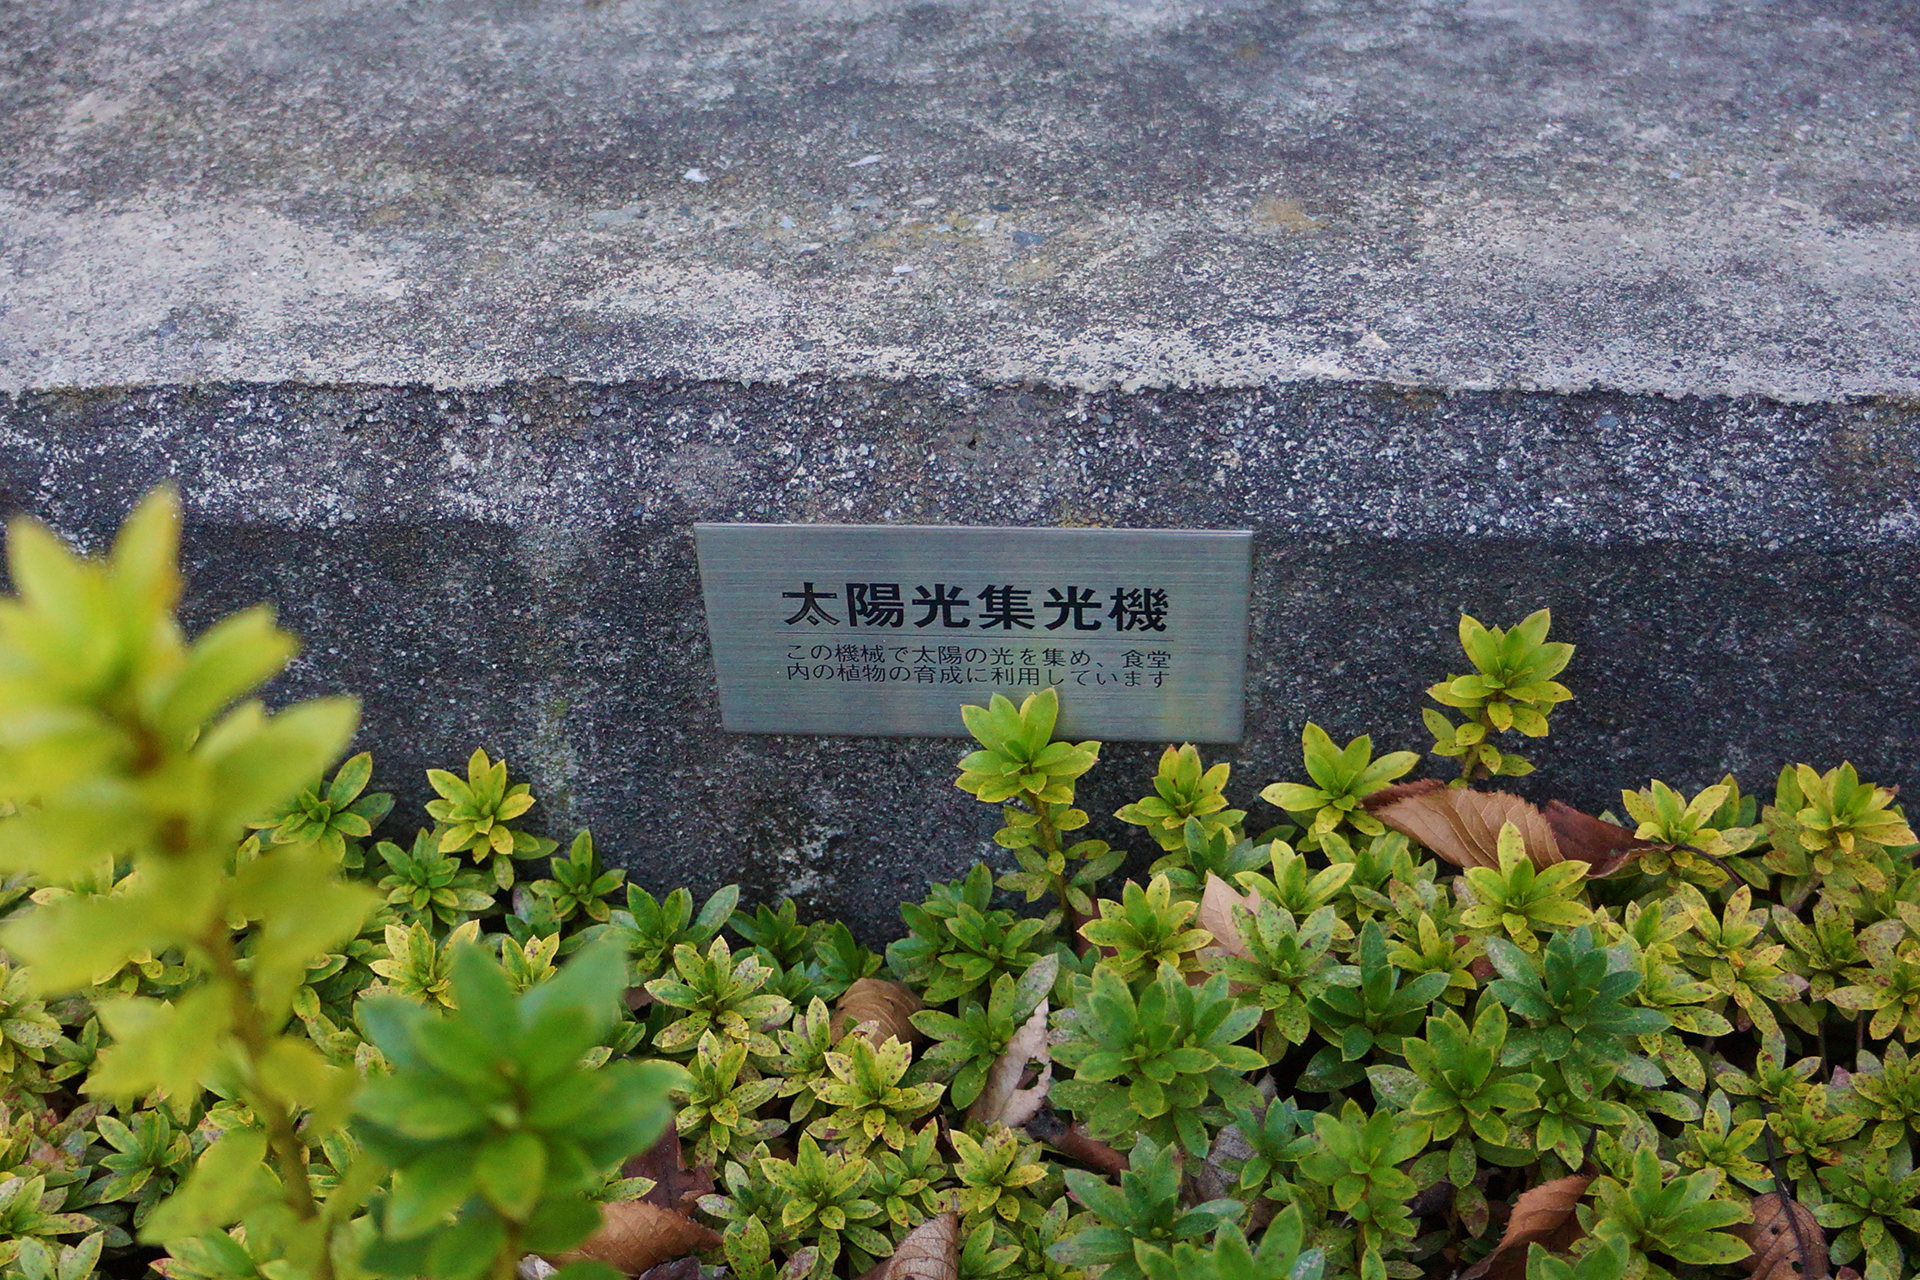 太陽光集光機
この機械で太陽の光を集め、食堂
内の植物の育成に利用しています